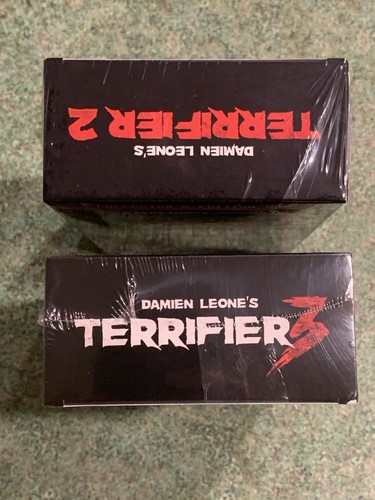 DAMIEN LEONE'S
TERRIFIER 2
DAMIEN LEONE'S
TERRIFIER 3